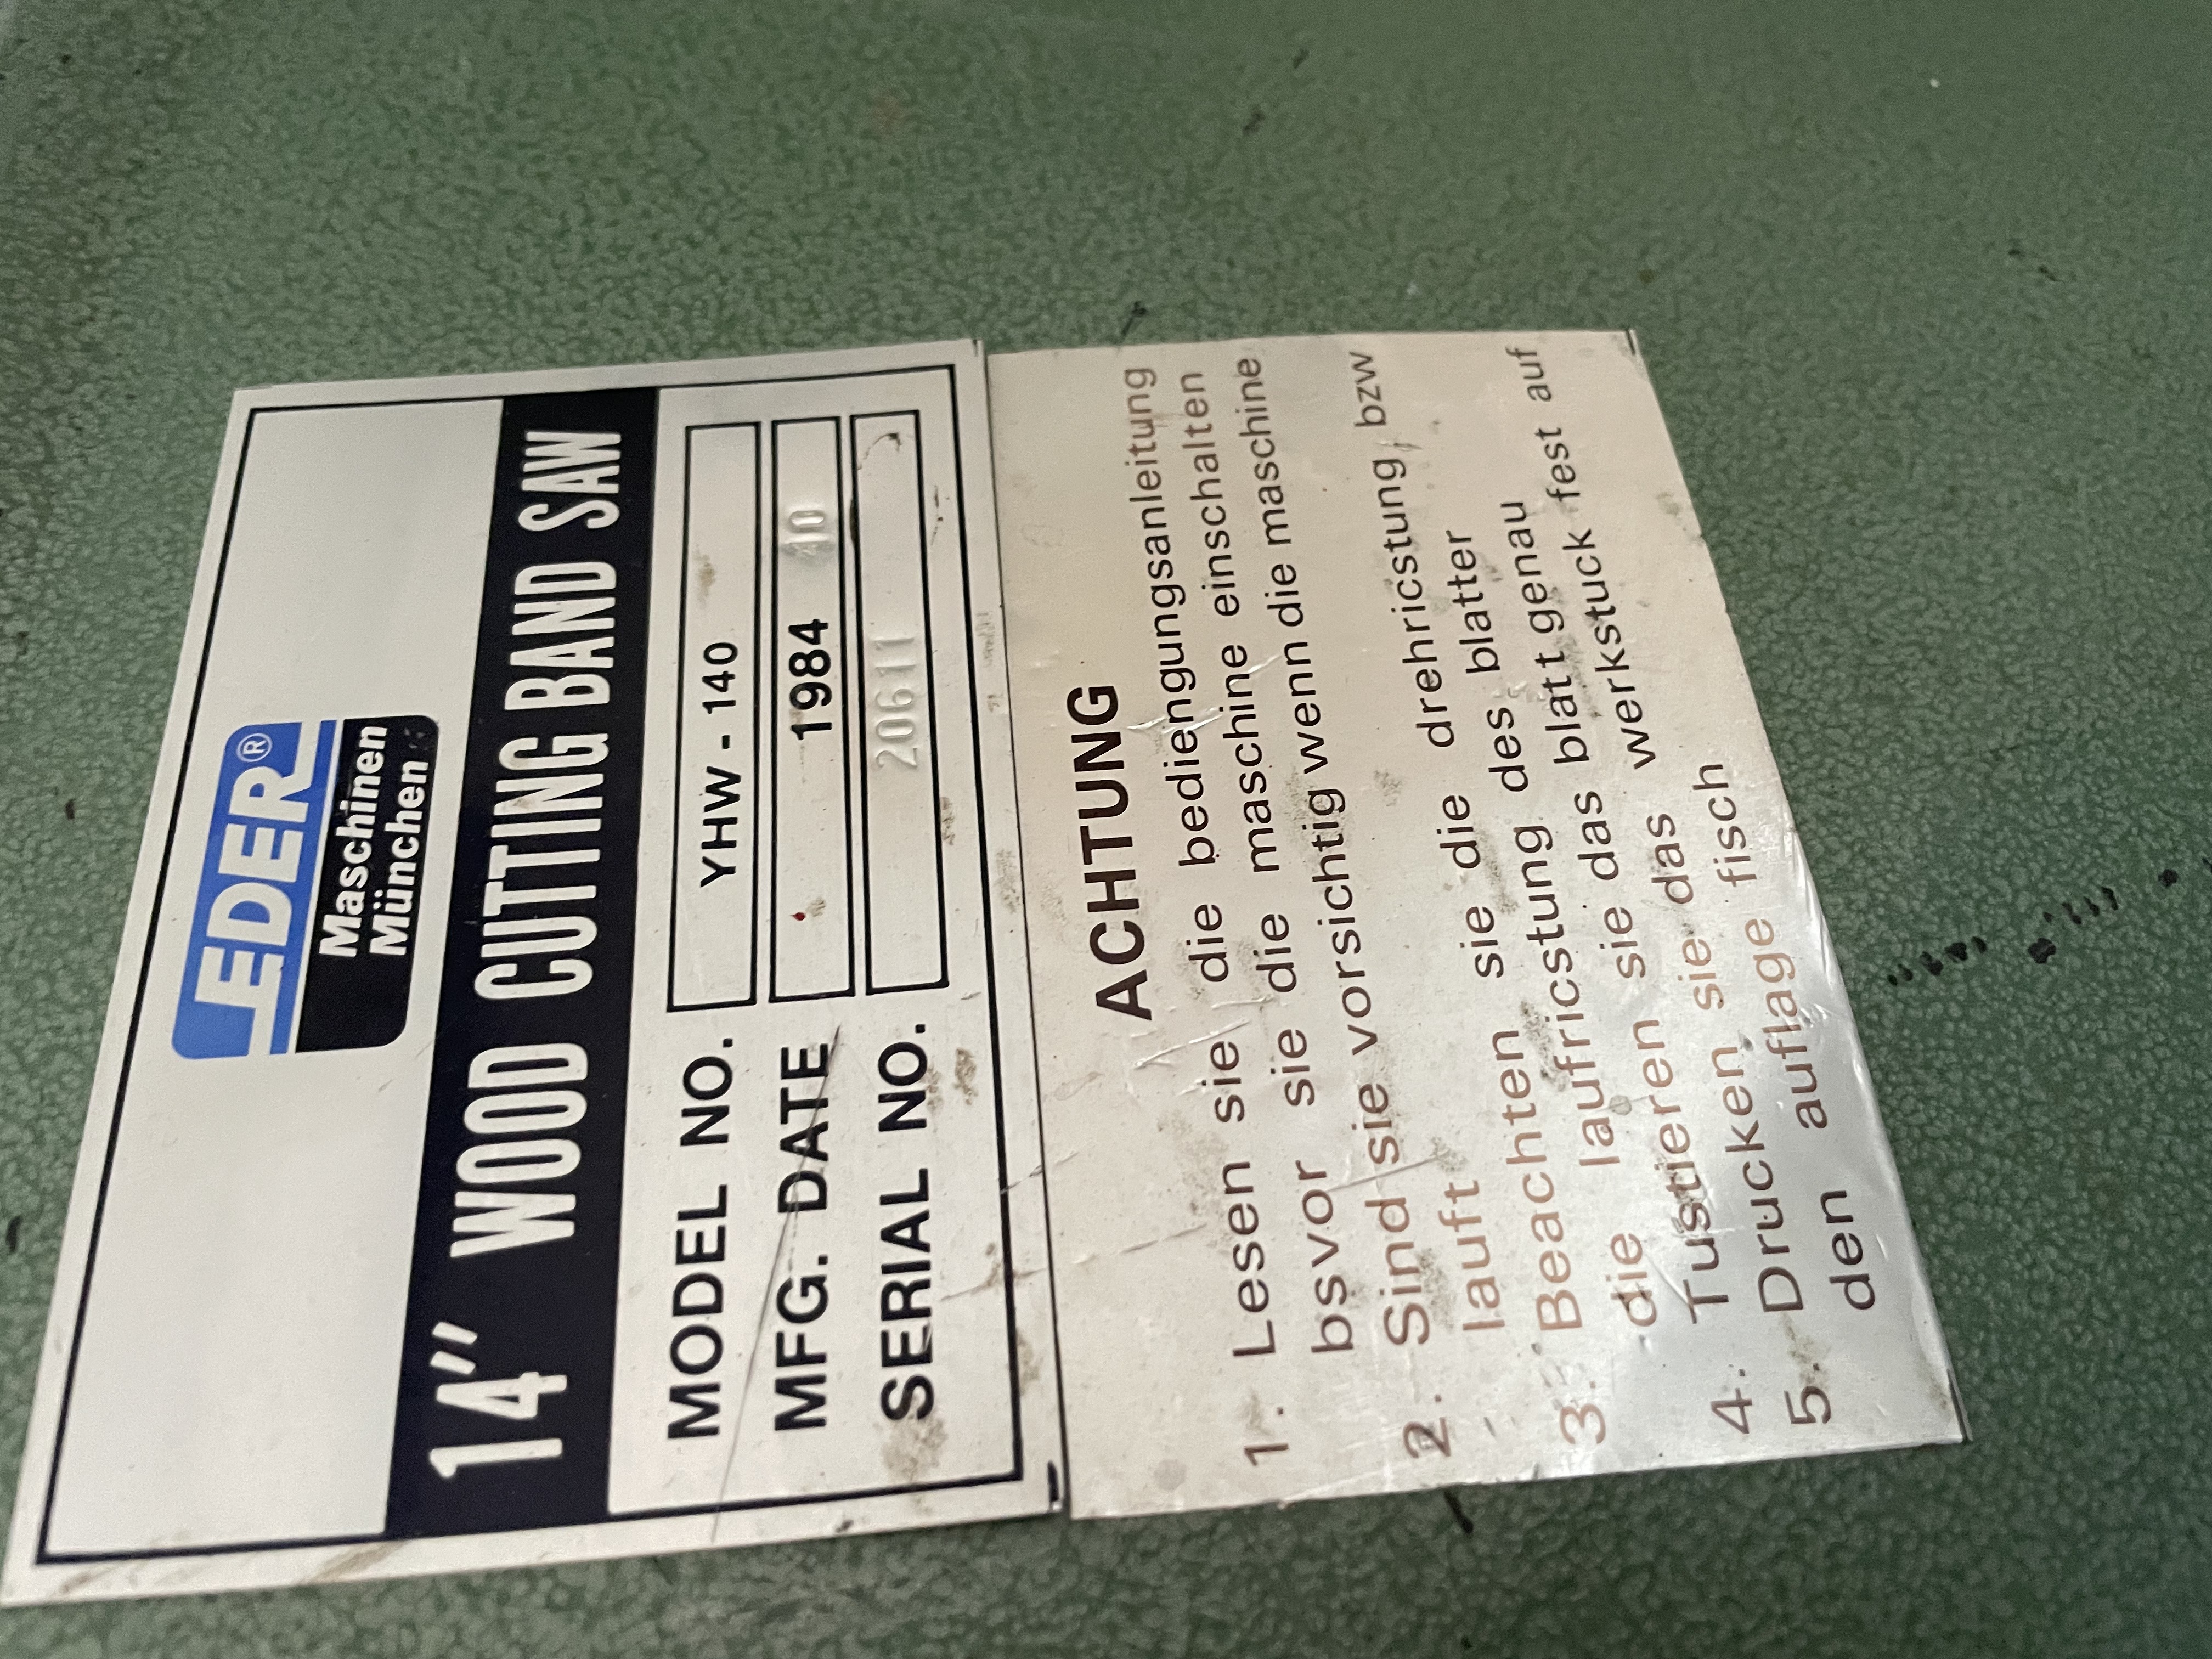 EDER®
Maschinen
München
14" WOOD CUTTING BAND SAW
MODEL NO. YHW - 140
MFG. DATE 1984 10
SERIAL NO. 20611
ACHTUNG
1. Lesen sie die bediengungsanleitung
bsvor sie die maschine einschalten
2. Sind sie vorsichtig wenn die maschine
lauft
3. Beachten sie die drehricstung, bzw
die laufricstung des blatter
4. Tustieren sie das blatt genau
5. Drucken sie das werkstuck fest auf
den auflage fisch